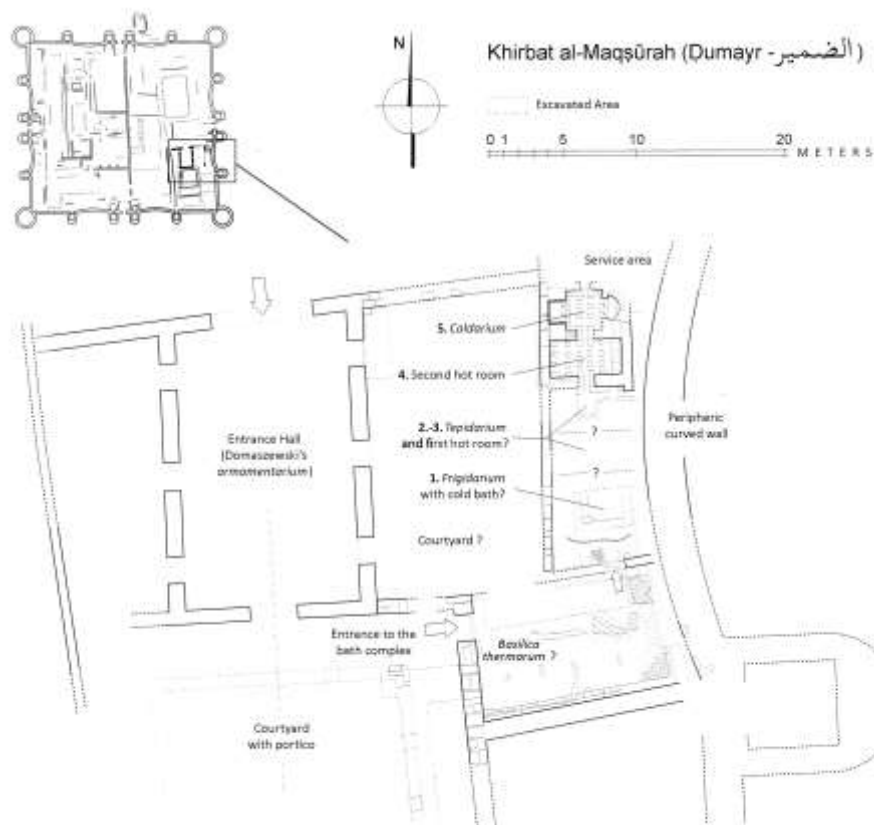 N
Khirbat al-Maqṣūrah (Ḍumayr -الضمير)
Excavated Area
0 1 5 10 20
METERS
Service area
5. Caldarium
4. Second hot room
Peripheric
curved wall
2.-3. Tepidarium
and first hot room?
?
?
Entrance Hall
(Domaszewski's
armamentarium)
1. Frigidarium
with cold bath?
Courtyard ?
Entrance to the
bath complex
Basilica
thermarum ?
Courtyard
with portico